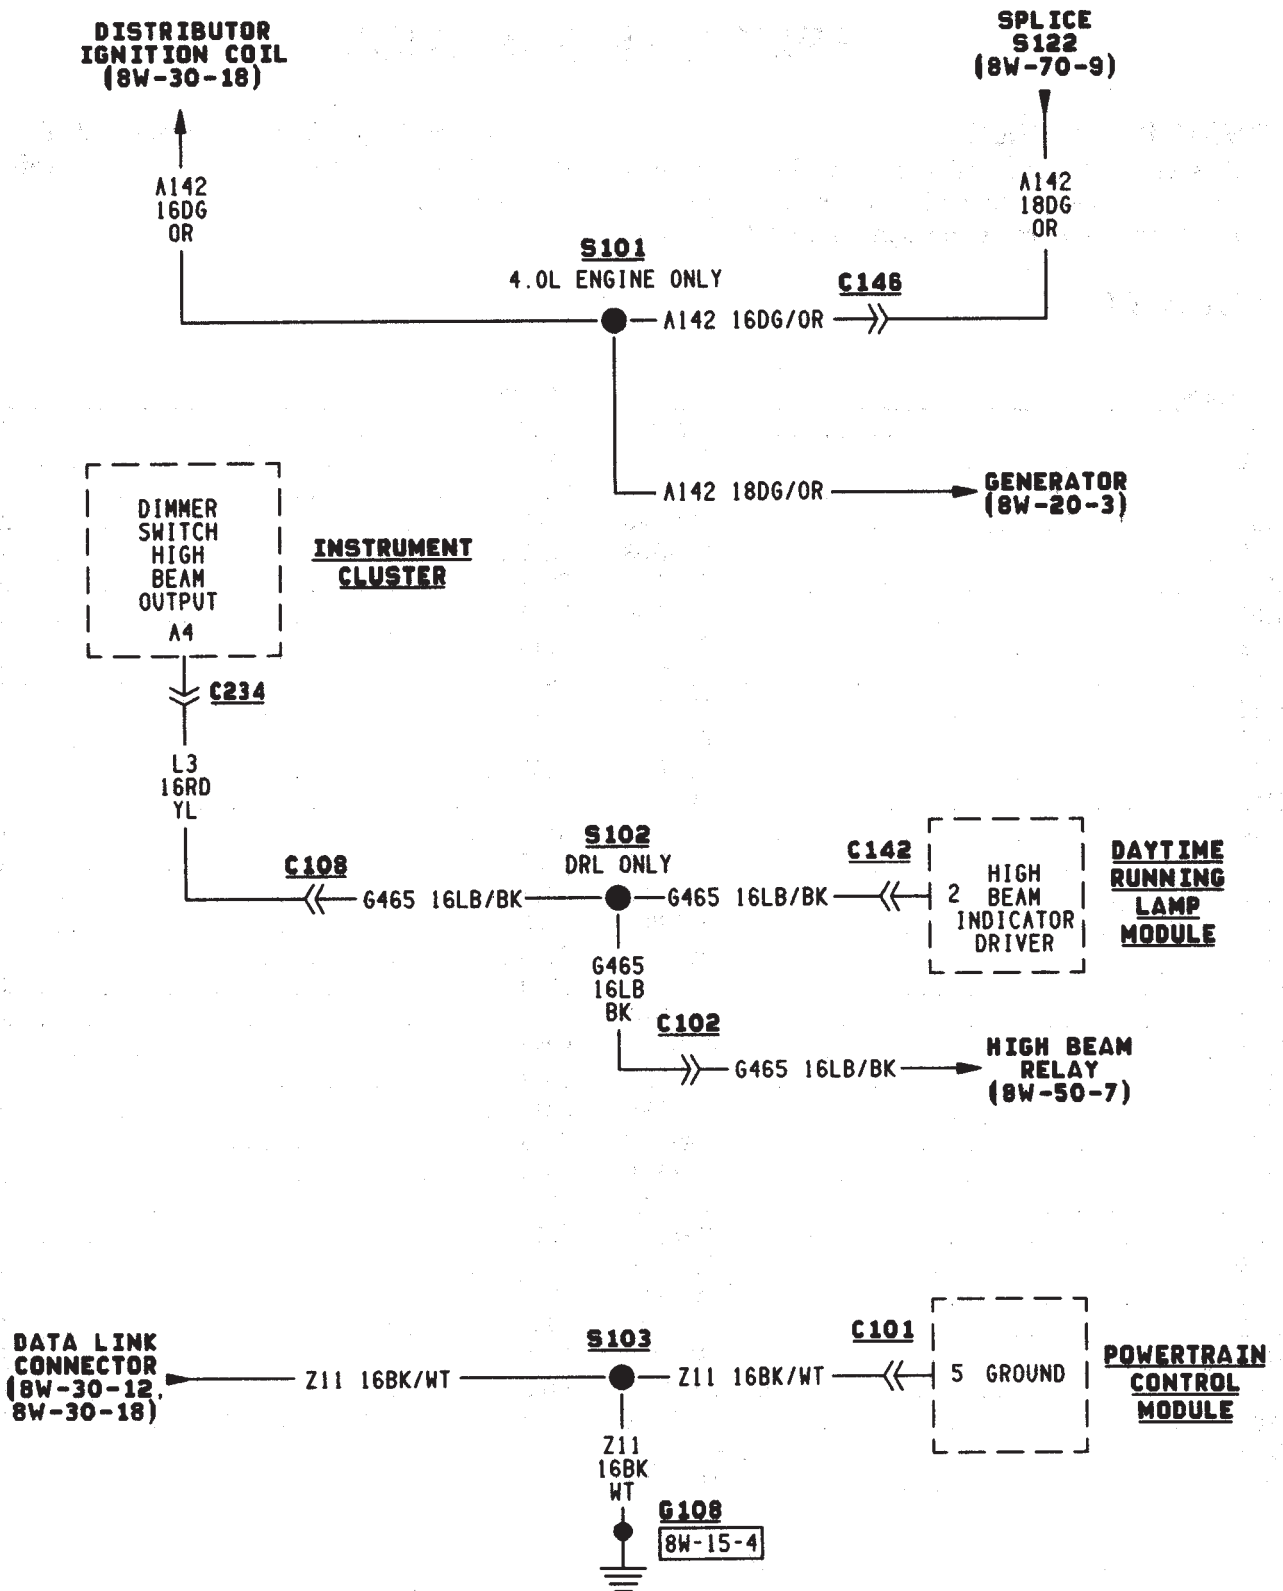 DISTRIBUTOR
IGNITION COIL
(8W-30-18)
SPLICE
S122
(8W-70-9)
A142
16DG
OR
A142
18DG
OR
S101
4.0L ENGINE ONLY
C146
A142 16DG/OR
A142 18DG/OR
GENERATOR
(8W-20-3)
DIMMER
SWITCH
HIGH
BEAM
OUTPUT
A4
INSTRUMENT
CLUSTER
C234
L3
16RD
YL
C108
G465 16LB/BK
S102
DRL ONLY
G465 16LB/BK
C142
2
HIGH
BEAM
INDICATOR
DRIVER
DAYTIME
RUNNING
LAMP
MODULE
G465
16LB
BK
C102
G465 16LB/BK
HIGH BEAM
RELAY
(8W-50-7)
DATA LINK
CONNECTOR
(8W-30-12,
8W-30-18)
Z11 16BK/WT
S103
Z11 16BK/WT
C101
5 GROUND
POWERTRAIN
CONTROL
MODULE
Z11
16BK
WT
G108
8W-15-4